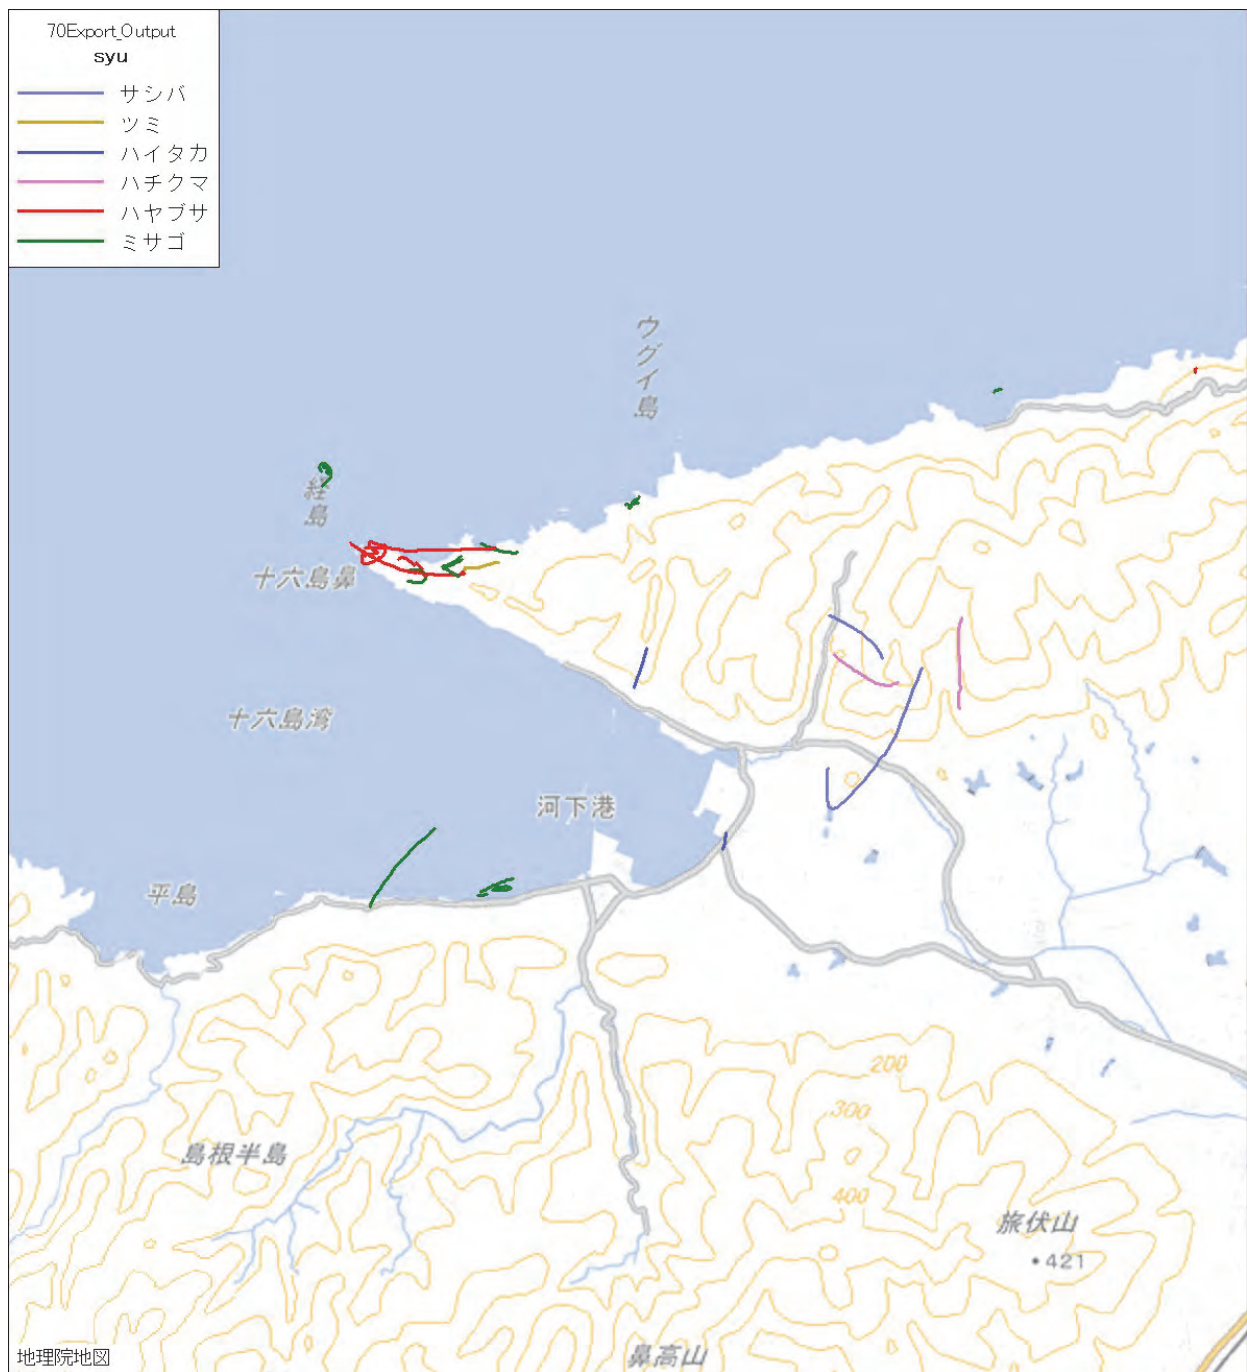 70Export_Output
syu
サシバ
ツミ
ハイタカ
ハチクマ
ハヤブサ
ミサゴ
ウグイ島
経島
十六島鼻
十六島湾
河下港
平島
200
300
島根半島
400
旅伏山
・421
鼻高山
地理院地図